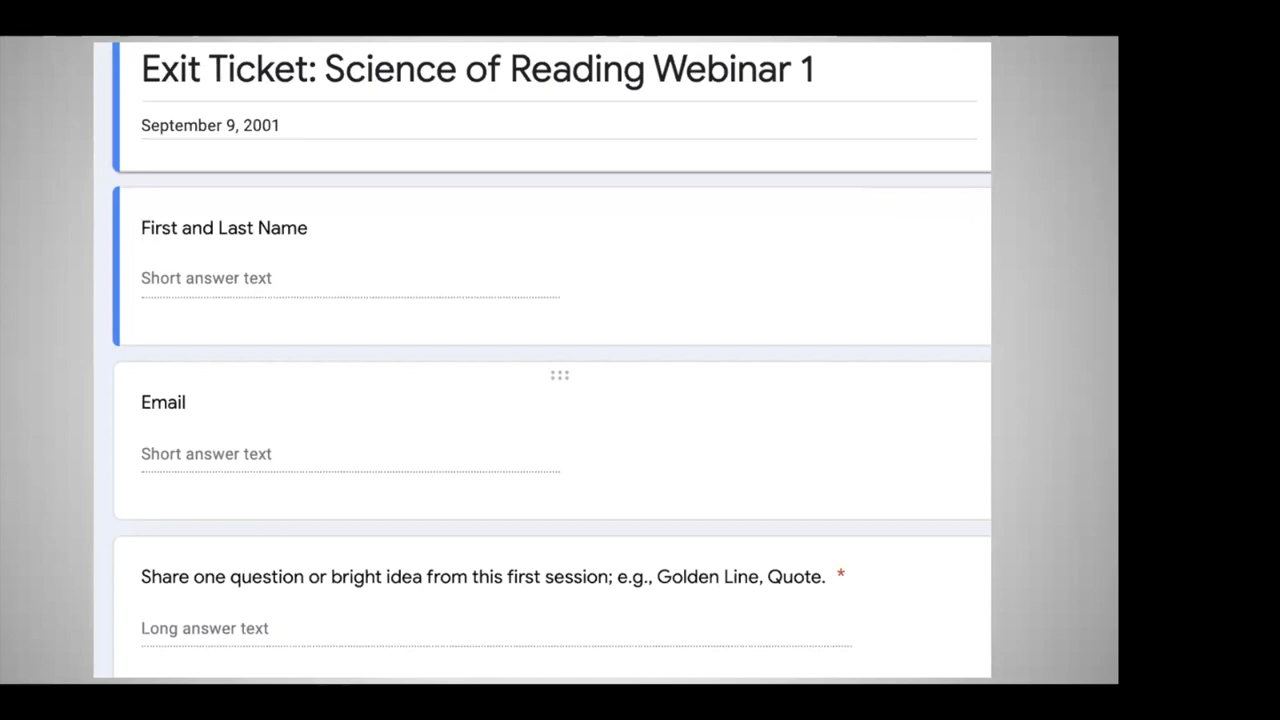 Exit Ticket: Science of Reading Webinar 1
September 9, 2001
First and Last Name
Short answer text
Email
Short answer text
Share one question or bright idea from this first session; e.g., Golden Line, Quote. *
Long answer text